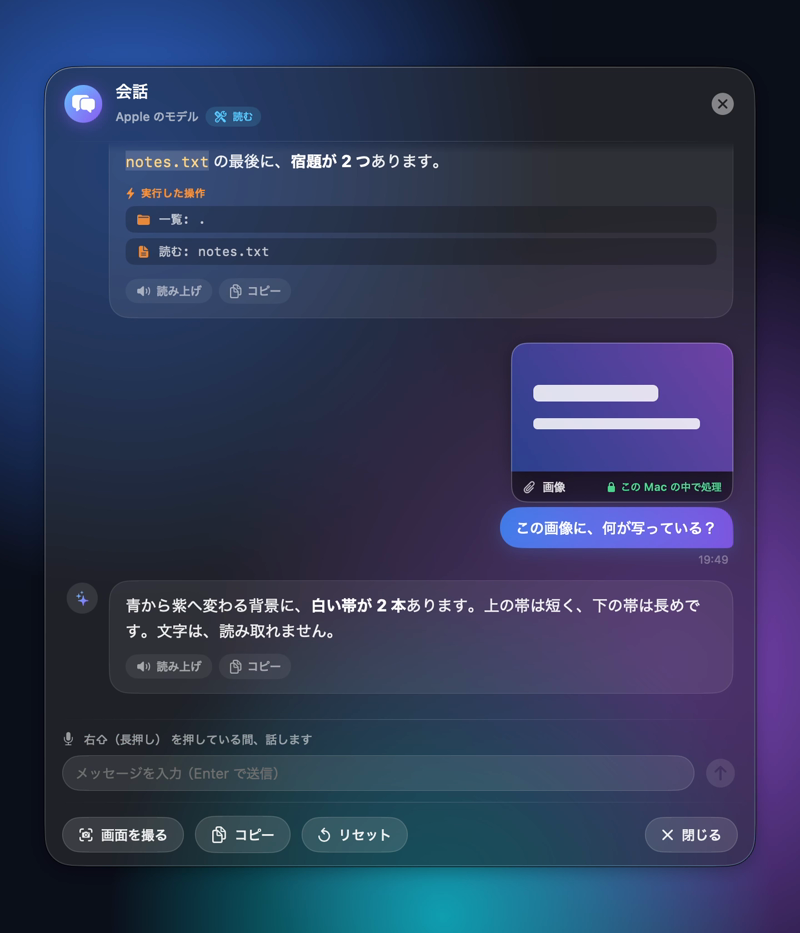 会話
Apple のモデル 読む
notes.txt の最後に、宿題が 2 つあります。
実行した操作
一覧: .
読む: notes.txt
読み上げ コピー
画像 この Mac の中で処理
この画像に、何が写っている？
19:49
青から紫へ変わる背景に、白い帯が 2 本あります。上の帯は短く、下の帯は長めで
す。文字は、読み取れません。
読み上げ コピー
右⇧（長押し） を押している間、話します
メッセージを入力（Enter で送信）
画面を撮る コピー リセット 閉じる